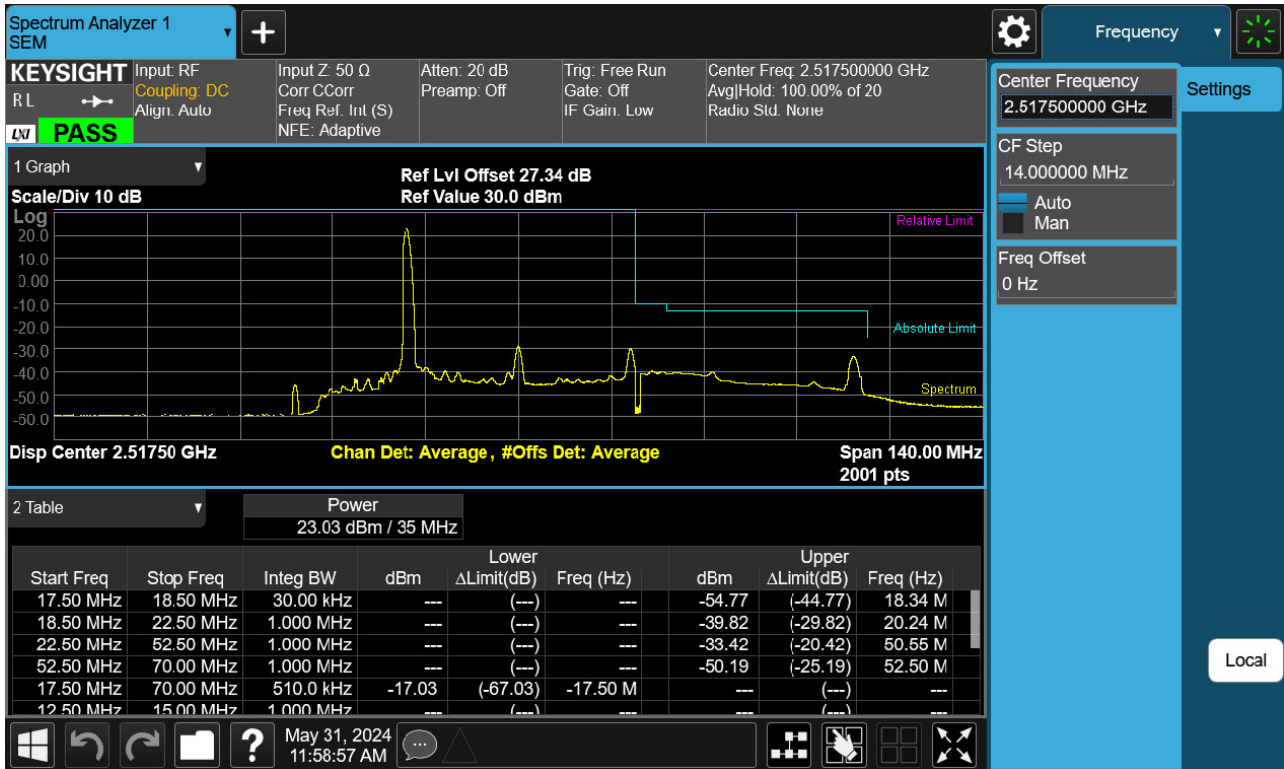 Spectrum Analyzer 1
SEM
+
Frequency
KEYSIGHT
R L
LXI
PASS
Input: RF
Coupling: DC
Align: Auto
Input Z: 50 Ω
Corr CCorr
Freq Ref: Int (S)
NFE: Adaptive
Atten: 20 dB
Preamp: Off
Trig: Free Run
Gate: Off
IF Gain: Low
Center Freq: 2.517500000 GHz
Avg|Hold: 100.00% of 20
Radio Std: None
Center Frequency
2.517500000 GHz
Settings
CF Step
14.000000 MHz
Auto
Man
Freq Offset
0 Hz
1 Graph
Scale/Div 10 dB
Ref Lvl Offset 27.34 dB
Ref Value 30.0 dBm
Log
20.0
10.0
0.00
-10.0
-20.0
-30.0
-40.0
-50.0
-60.0
Relative Limit
Absolute Limit
Spectrum
Disp Center 2.51750 GHz
Chan Det: Average , #Offs Det: Average
Span 140.00 MHz
2001 pts
2 Table
Power
23.03 dBm / 35 MHz
Lower Upper
Start Freq Stop Freq Integ BW dBm ΔLimit(dB) Freq (Hz) dBm ΔLimit(dB) Freq (Hz)
17.50 MHz 18.50 MHz 30.00 kHz --- (---) --- -54.77 (-44.77) 18.34 M
18.50 MHz 22.50 MHz 1.000 MHz --- (---) --- -39.82 (-29.82) 20.24 M
22.50 MHz 52.50 MHz 1.000 MHz --- (---) --- -33.42 (-20.42) 50.55 M
52.50 MHz 70.00 MHz 1.000 MHz --- (---) --- -50.19 (-25.19) 52.50 M
17.50 MHz 70.00 MHz 510.0 kHz -17.03 (-67.03) -17.50 M --- (---) ---
12.50 MHz 15.00 MHz 1.000 MHz --- (---) --- --- (---) ---
Local
?
May 31, 2024
11:58:57 AM